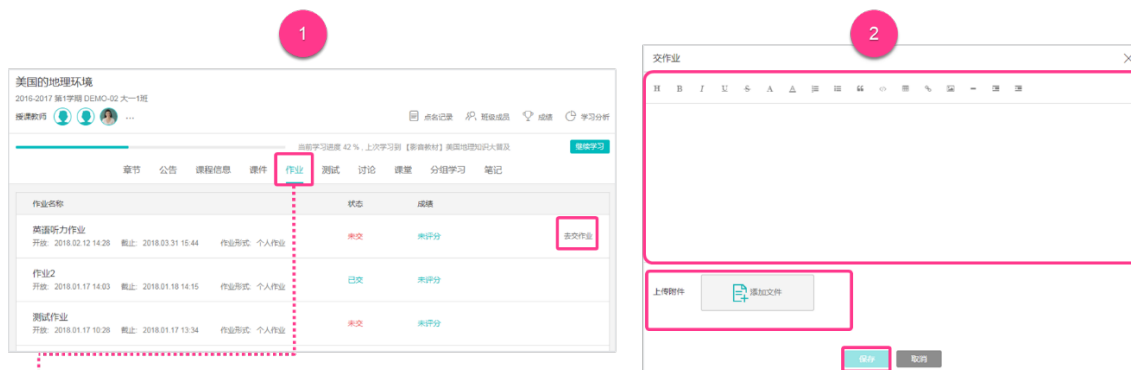 1
美国的地理环境
2016-2017 第1学期 DEMO-02 大一1班
授课教师 ... 点名记录 班级成员 成绩 学习分析
当前学习进度 42 % , 上次学习到 【影音教材】美国地理知识大普及 继续学习
章节 公告 课程信息 课件 作业 测试 讨论 课堂 分组学习 笔记
作业名称 状态 成绩
英语听力作业
开放: 2018.02.12 14:28 截止: 2018.03.31 15:44 作业形式: 个人作业 未交 未评分 去交作业
作业2
开放: 2018.01.17 14:03 截止: 2018.01.18 14:15 作业形式: 个人作业 已交 未评分
测试作业
开放: 2018.01.17 10:28 截止: 2018.01.17 13:34 作业形式: 个人作业 未交 未评分
2
交作业
H B I U S A A
上传附件 添加文件
保存 取消